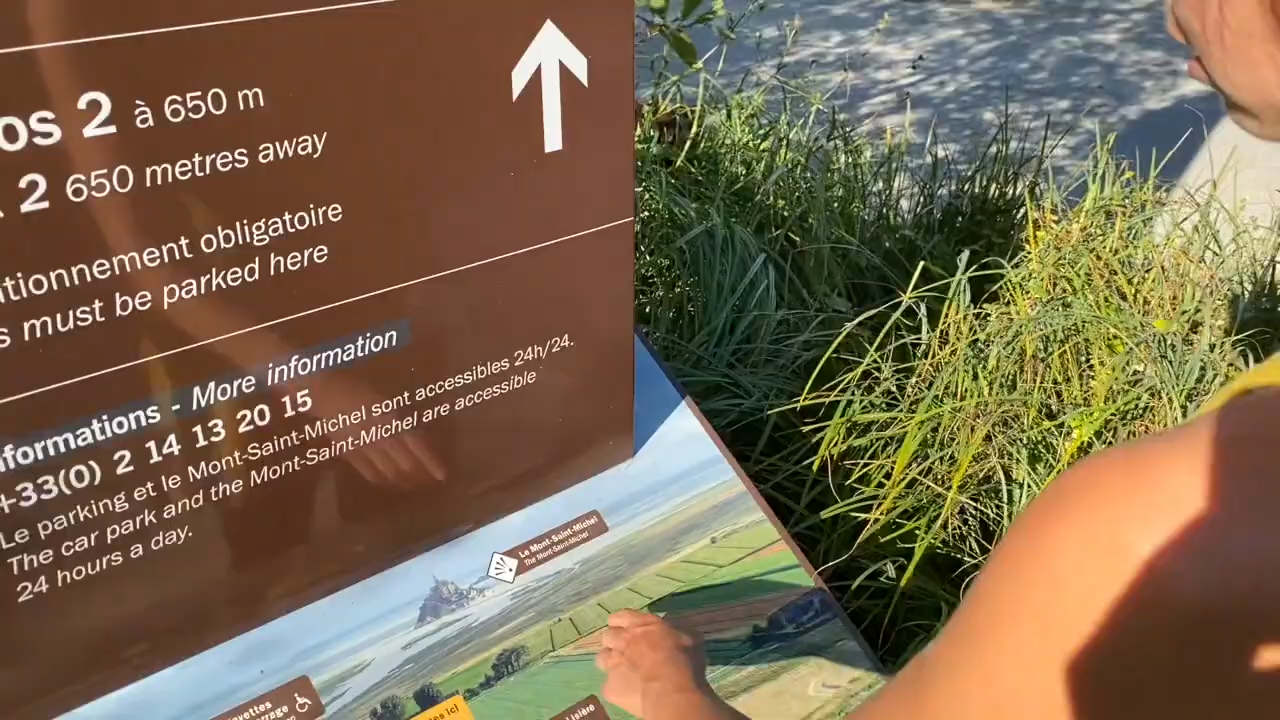 os 2 à 650 m
2 650 metres away
tionnement obligatoire
s must be parked here
nformations - More information
+33(0) 2 14 13 20 15
Le parking et le Mont-Saint-Michel sont accessibles 24h/24.
The car park and the Mont-Saint-Michel are accessible
24 hours a day.
Le Mont-Saint-Michel
The Mont-Saint-Michel